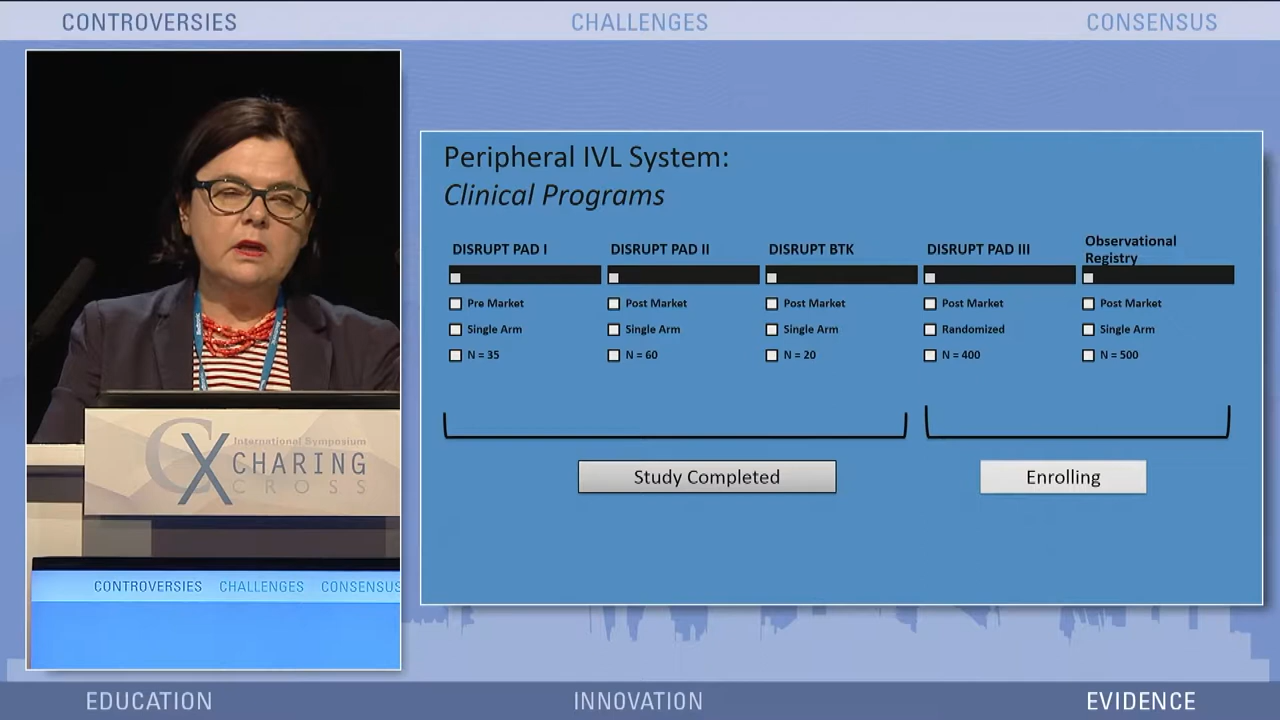 CONTROVERSIES
CHALLENGES
CONSENSUS
Peripheral IVL System:
Clinical Programs
DISRUPT PAD I
Pre Market
Single Arm
N = 35
DISRUPT PAD II
Post Market
Single Arm
N = 60
DISRUPT BTK
Post Market
Single Arm
N = 20
DISRUPT PAD III
Post Market
Randomized
N = 400
Observational
Registry
Post Market
Single Arm
N = 500
Study Completed
Enrolling
CX
International Symposium
CHARING
CROSS
CONTROVERSIES CHALLENGES CONSENSUS
EDUCATION
INNOVATION
EVIDENCE